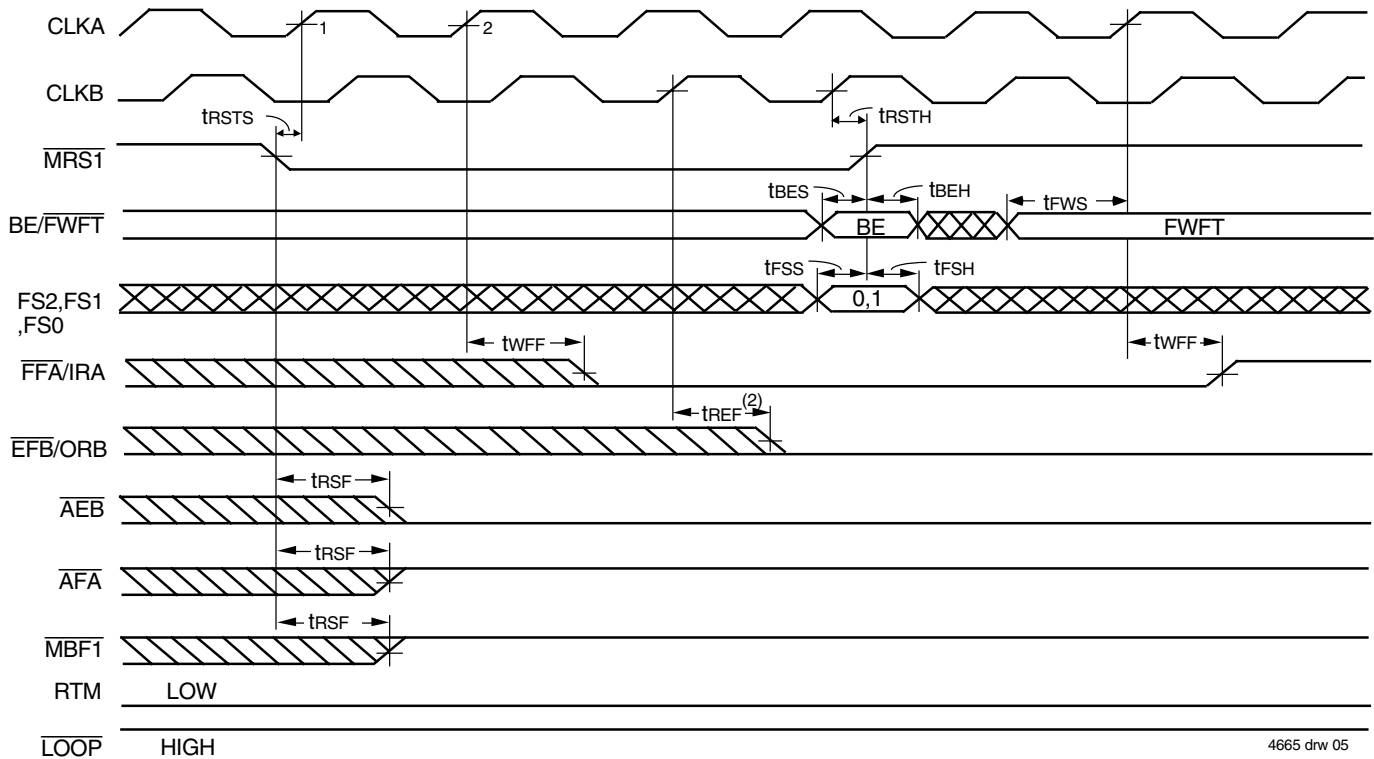 CLKA
1
2
CLKB
tRSTS
tRSTH
MRS1
tBES
tBEH
tFWS
BE/FWFT
BE
FWFT
tFSS
tFSH
FS2,FS1
,FS0
0,1
tWFF
tWFF
FFA/IRA
tREF(2)
EFB/ORB
tRSF
AEB
tRSF
AFA
tRSF
MBF1
RTM LOW
LOOP HIGH
4665 drw 05